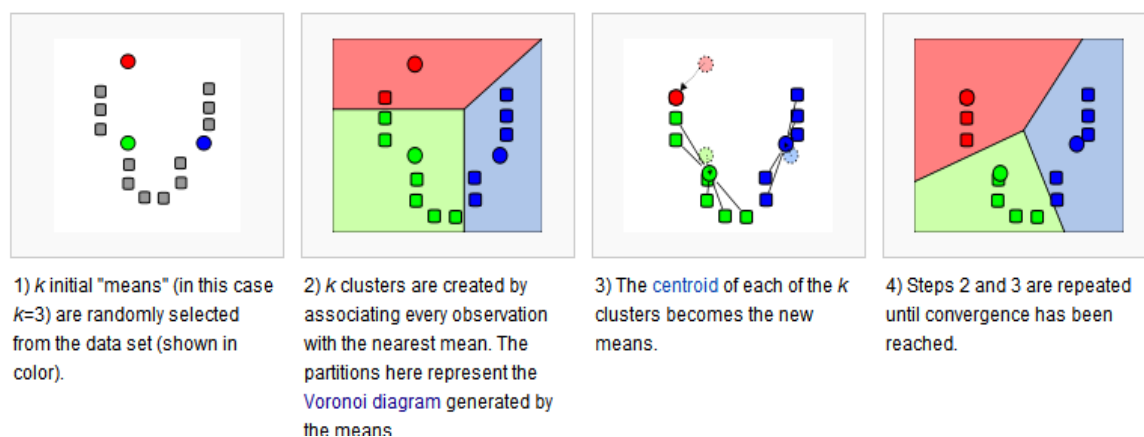 1) k initial "means" (in this case
k=3) are randomly selected
from the data set (shown in
color).
2) k clusters are created by
associating every observation
with the nearest mean. The
partitions here represent the
Voronoi diagram generated by
the means
3) The centroid of each of the k
clusters becomes the new
means.
4) Steps 2 and 3 are repeated
until convergence has been
reached.